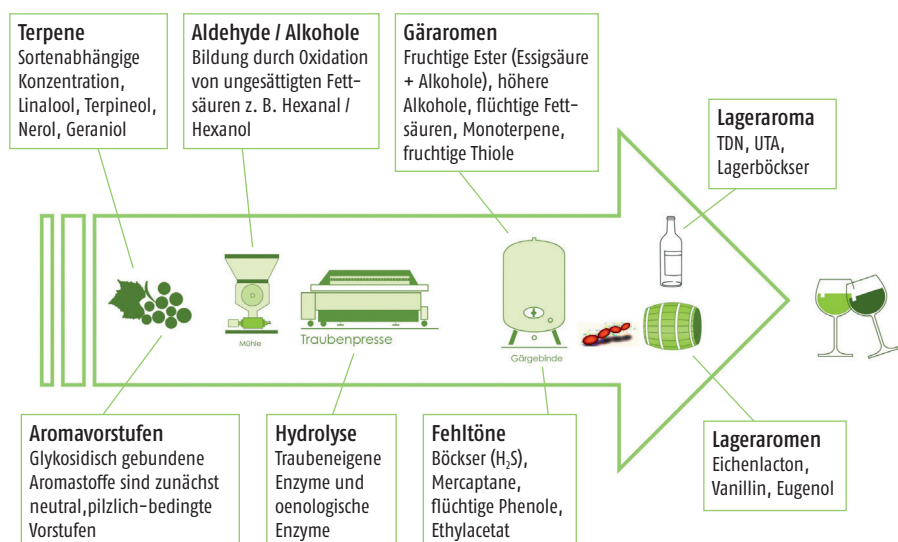 Terpene
Sortenabhängige
Konzentration,
Linalool, Terpineol,
Nerol, Geraniol
Aldehyde / Alkohole
Bildung durch Oxidation
von ungesättigten Fett-
säuren z. B. Hexanal /
Hexanol
Gäraromen
Fruchtige Ester (Essigsäure
+ Alkohole), höhere
Alkohole, flüchtige Fett-
säuren, Monoterpene,
fruchtige Thiole
Lageraroma
TDN, UTA,
Lagerböckser
Mühle
Traubenpresse
Gärgebinde
Aromavorstufen
Glykosidisch gebundene
Aromastoffe sind zunächst
neutral,pilzlich-bedingte
Vorstufen
Hydrolyse
Traubeneigene
Enzyme und
oenologische
Enzyme
Fehltöne
Böckser (H₂S),
Mercaptane,
flüchtige Phenole,
Ethylacetat
Lageraromen
Eichenlacton,
Vanillin, Eugenol